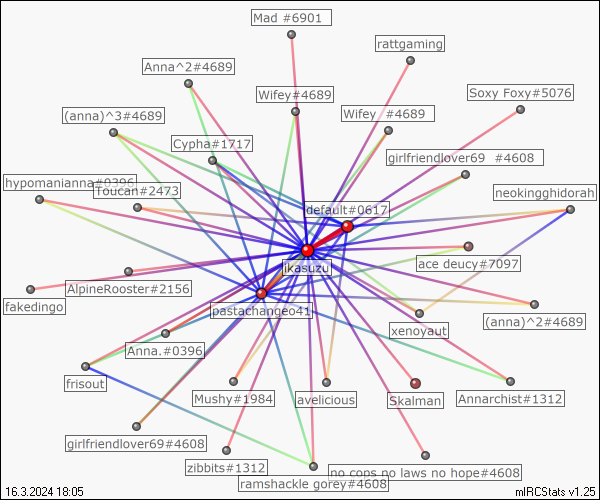 Mad #6901
rattgaming
Anna^2#4689
Wifey#4689
Soxy Foxy#5076
(anna)^3#4689
Wifey #4689
Cypha#1717
girlfriendlover69 #4608
hypomanianna#0396
Toucan#2473
neokingghidorah
default#0617
ikasuzu
ace deucy#7097
AlpineRooster#2156
fakedingo
pastachangeo41
(anna)^2#4689
xenoyaut
Anna.#0396
frisout
Mushy#1984
avelicious
Skalman
Annarchist#1312
girlfriendlover69#4608
zibbits#1312
no cops no laws no hope#4608
ramshackle gorey#4608
16.3.2024 18:05
mIRCStats v1.25